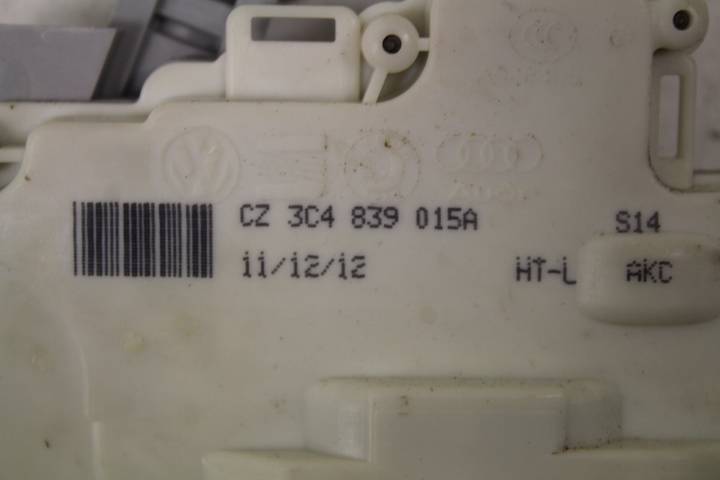 CZ 3C4 839 015A S14
11/12/12 HT-L AKC